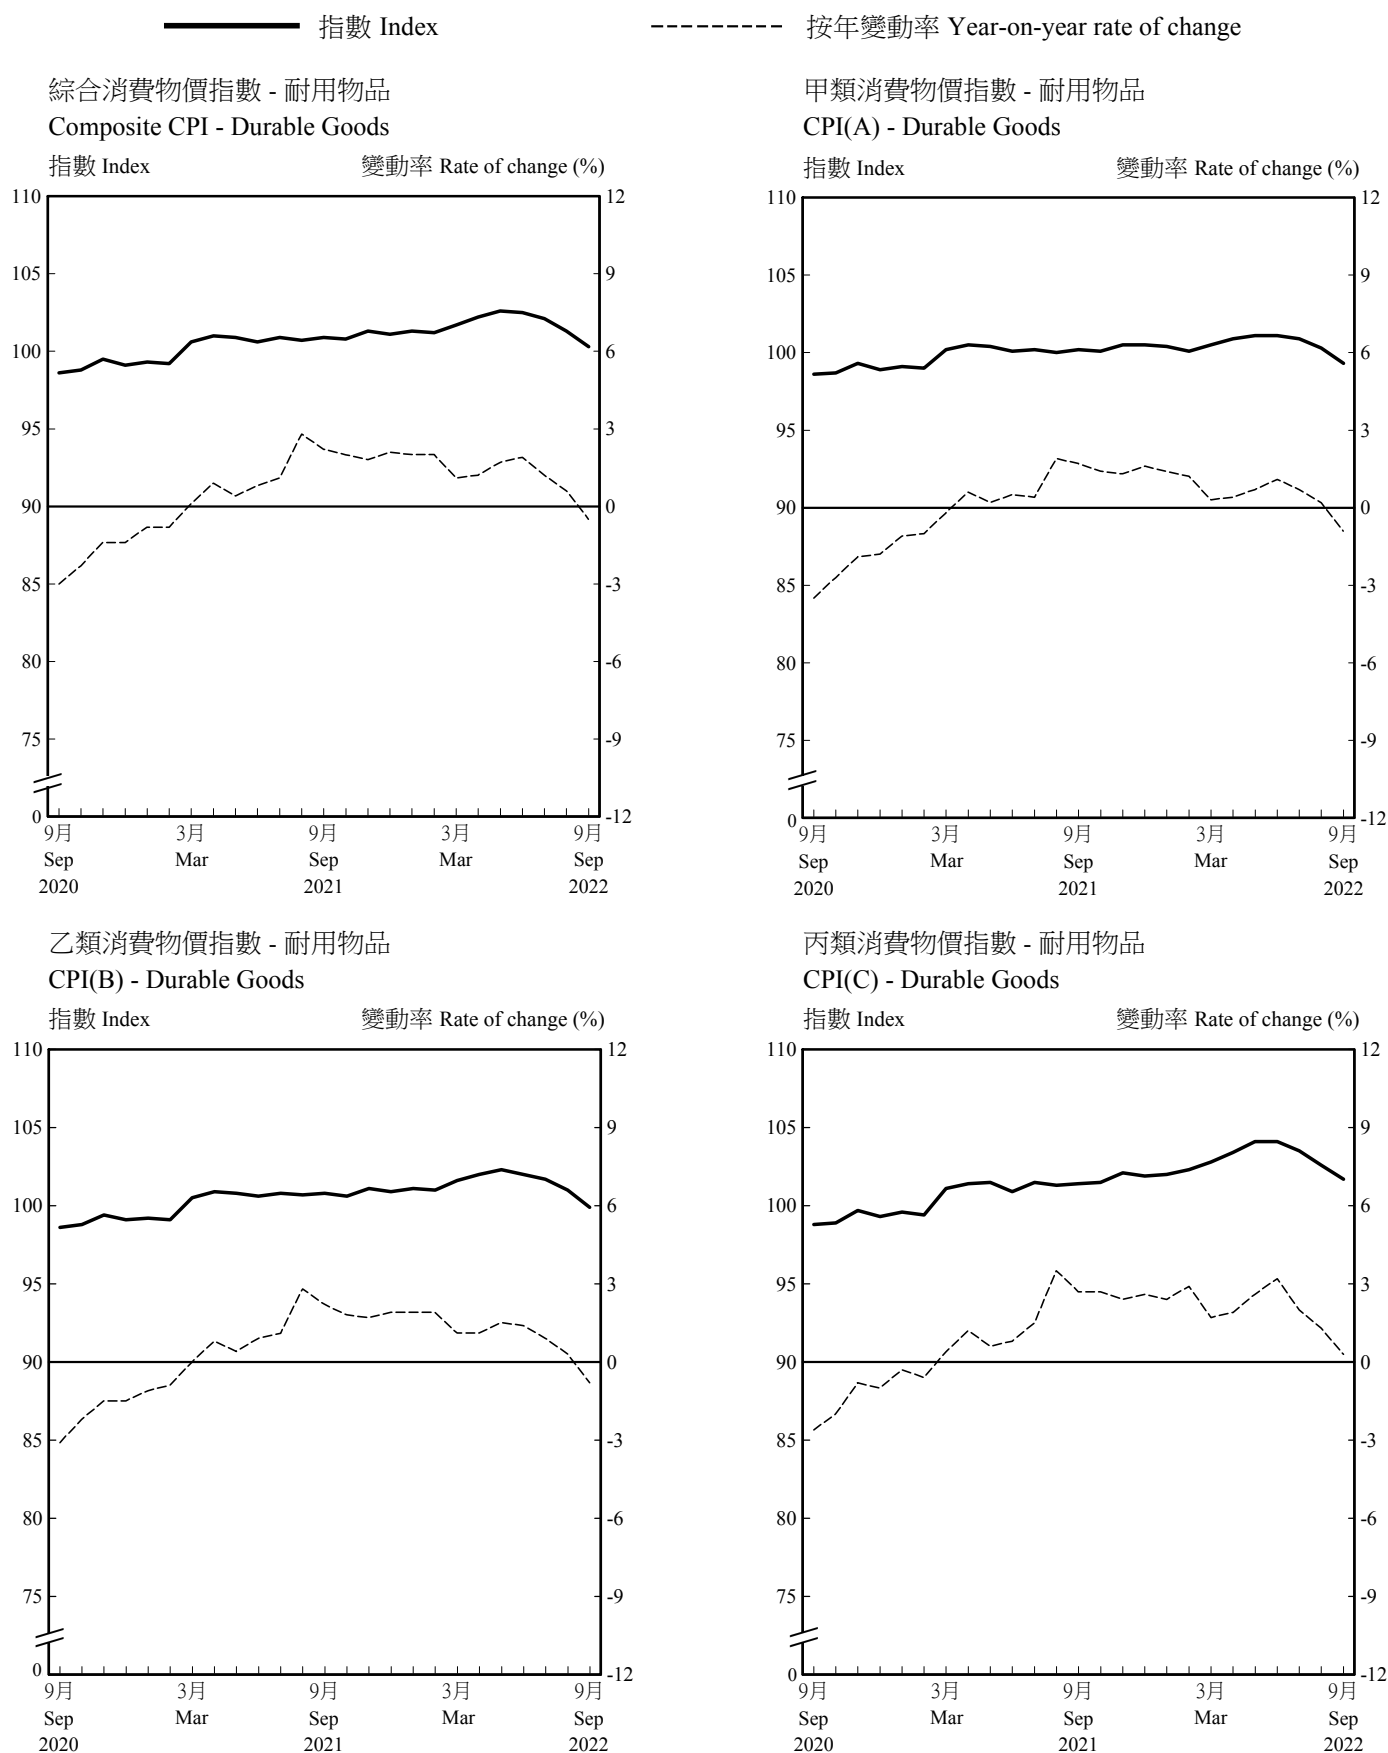 指數 Index
按年變動率 Year-on-year rate of change
綜合消費物價指數 - 耐用物品
Composite CPI - Durable Goods
指數 Index 變動率 Rate of change (%)
110 12
105 9
100 6
95 3
90 0
85 -3
80 -6
75 -9
0 -12
9月 3月 9月 3月 9月
Sep Mar Sep Mar Sep
2020 2021 2022
甲類消費物價指數 - 耐用物品
CPI(A) - Durable Goods
指數 Index 變動率 Rate of change (%)
110 12
105 9
100 6
95 3
90 0
85 -3
80 -6
75 -9
0 -12
9月 3月 9月 3月 9月
Sep Mar Sep Mar Sep
2020 2021 2022
乙類消費物價指數 - 耐用物品
CPI(B) - Durable Goods
指數 Index 變動率 Rate of change (%)
110 12
105 9
100 6
95 3
90 0
85 -3
80 -6
75 -9
0 -12
9月 3月 9月 3月 9月
Sep Mar Sep Mar Sep
2020 2021 2022
丙類消費物價指數 - 耐用物品
CPI(C) - Durable Goods
指數 Index 變動率 Rate of change (%)
110 12
105 9
100 6
95 3
90 0
85 -3
80 -6
75 -9
0 -12
9月 3月 9月 3月 9月
Sep Mar Sep Mar Sep
2020 2021 2022